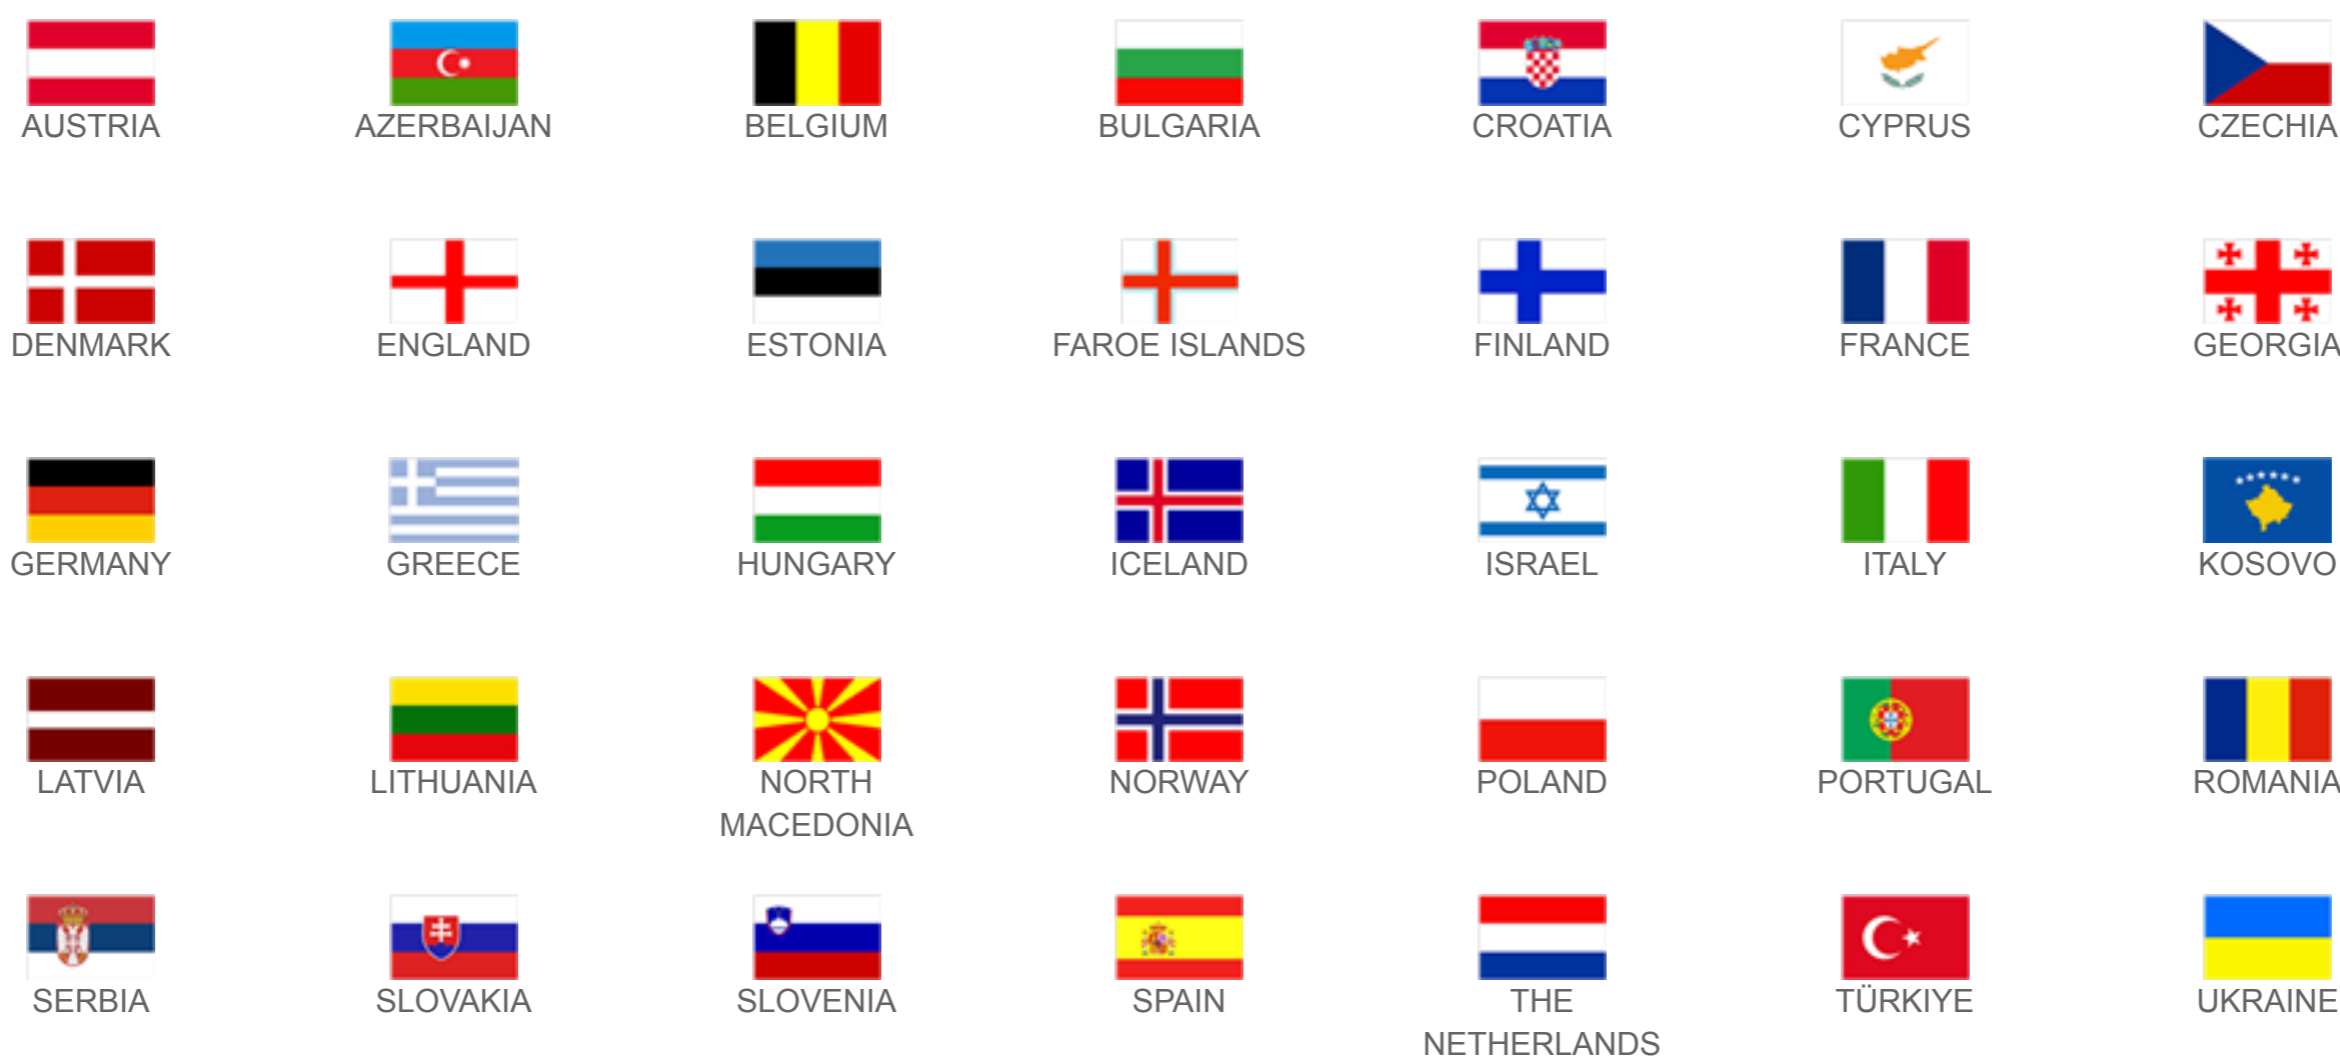 AUSTRIA
AZERBAIJAN
BELGIUM
BULGARIA
CROATIA
CYPRUS
CZECHIA
DENMARK
ENGLAND
ESTONIA
FAROE ISLANDS
FINLAND
FRANCE
GEORGIA
GERMANY
GREECE
HUNGARY
ICELAND
ISRAEL
ITALY
KOSOVO
LATVIA
LITHUANIA
NORTH
MACEDONIA
NORWAY
POLAND
PORTUGAL
ROMANIA
SERBIA
SLOVAKIA
SLOVENIA
SPAIN
THE
NETHERLANDS
TÜRKIYE
UKRAINE